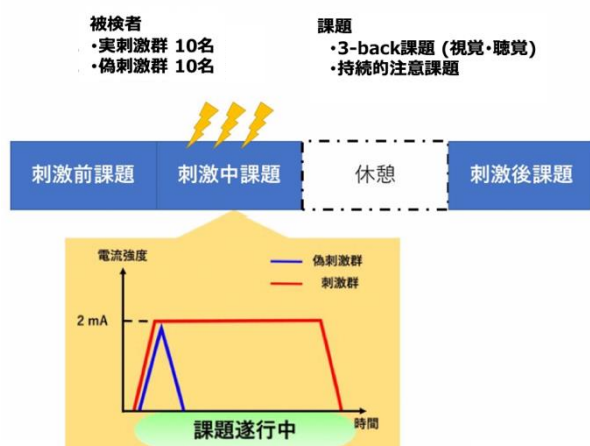 被検者
・実刺激群 10名
・偽刺激群 10名
課題
・3-back課題 (視覚・聴覚)
・持続的注意課題
刺激前課題
刺激中課題
休憩
刺激後課題
電流強度
偽刺激群
刺激群
2 mA
時間
課題遂行中